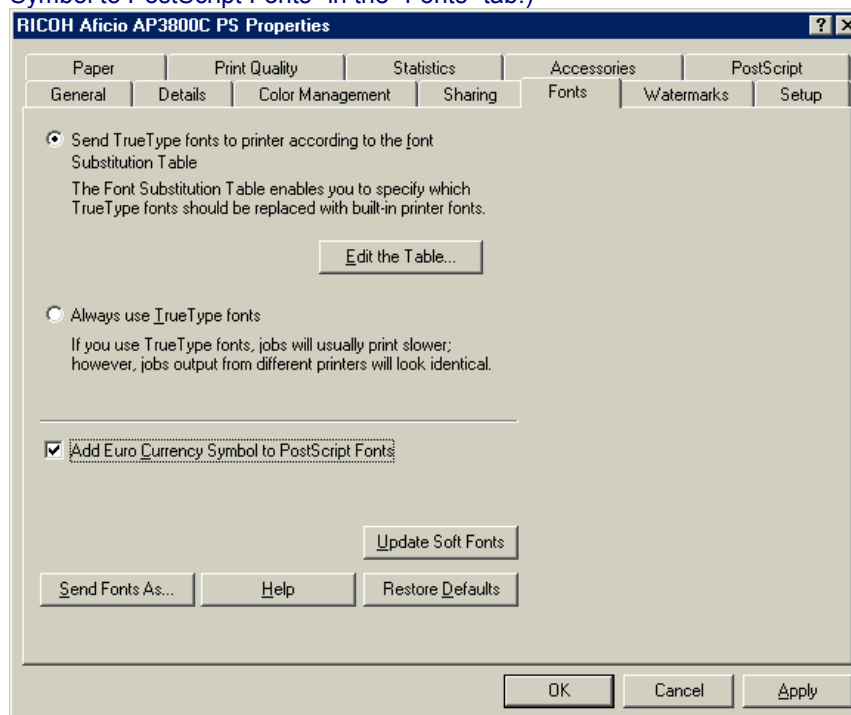 Symbol to PostScript Fonts" in the "Fonts" tab.)
RICOH Aficio AP3800C PS Properties
Paper Print Quality Statistics Accessories PostScript
General Details Color Management Sharing Fonts Watermarks Setup
Send TrueType fonts to printer according to the font
Substitution Table
The Font Substitution Table enables you to specify which
TrueType fonts should be replaced with built-in printer fonts.
Edit the Table...
Always use TrueType fonts
If you use TrueType fonts, jobs will usually print slower;
however, jobs output from different printers will look identical.
Add Euro Currency Symbol to PostScript Fonts
Update Soft Fonts
Send Fonts As... Help Restore Defaults
OK Cancel Apply